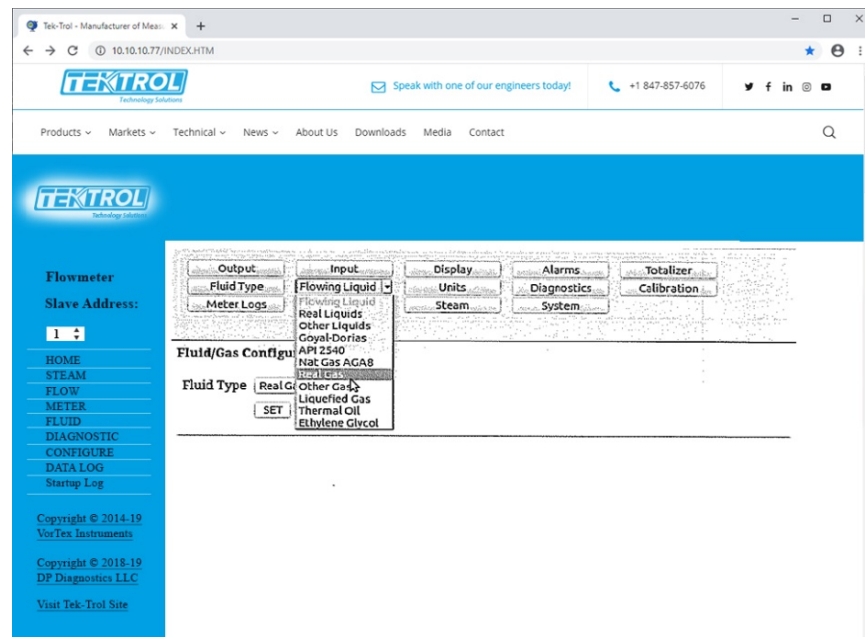 Tek-Trol - Manufacturer of Meas
10.10.10.77/INDEX.HTM
TEKTROL
Technology Solutions
Speak with one of our engineers today!
+1 847-857-6076
Products Markets Technical News About Us Downloads Media Contact
TEKTROL
Technology Solutions
Flowmeter
Slave Address:
1
HOME
STEAM
FLOW
METER
FLUID
DIAGNOSTIC
CONFIGURE
DATA LOG
Startup Log
Copyright © 2014-19
VorTex Instruments
Copyright © 2018-19
DP Diagnostics LLC
Visit Tek-Trol Site
Output Input Display Alarms Totalizer
Fluid Type Flowing Liquid Units Diagnostics Calibration
Meter Logs Steam System
Flowing Liquid
Real Liquids
Other Liquids
Goyal-Dorias
API 2540
Nat Gas AGA8
Real Gas
Other Gas
Liquefied Gas
Thermal Oil
Ethylene Glycol
Fluid/Gas Configu
Fluid Type Real G
SET